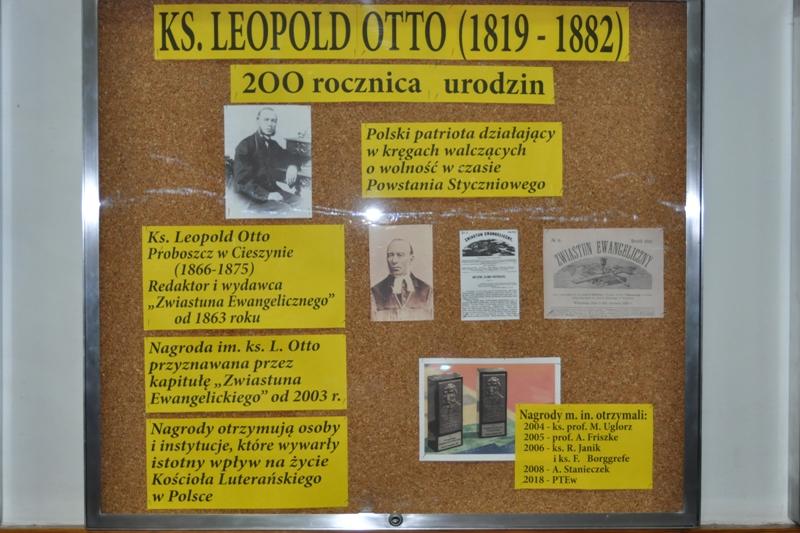 KS. LEOPOLD OTTO (1819 - 1882)
200 rocznica urodzin
Polski patriota działający
w kręgach walczących
o wolność w czasie
Powstania Styczniowego
Ks. Leopold Otto
Proboszcz w Cieszynie
(1866-1875)
Redaktor i wydawca
„Zwiastuna Ewangelicznego”
od 1863 roku
ZWIASTUN EWANGELICZNY
ZWIASTUN EWANGELICZNY
Nagroda im. ks. L. Otto
przyznawana przez
kapitułę „Zwiastuna
Ewangelickiego” od 2003 r.
Nagrody otrzymują osoby
i instytucje, które wywarły
istotny wpływ na życie
Kościoła Luterańskiego
w Polsce
Nagrody m. in. otrzymali:
2004 - ks. prof. M. Uglorz
2005 - prof. A. Friszke
2006 - ks. R. Janik
i ks. F. Borggrefe
2008 - A. Stanieczek
2018 - PTEw